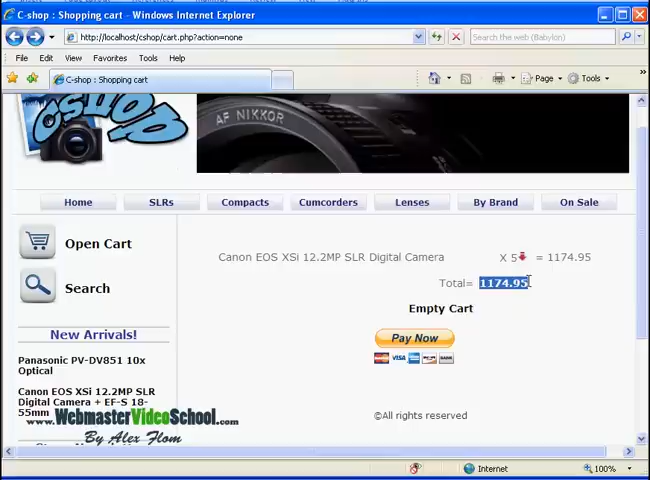 C-shop : Shopping cart - Windows Internet Explorer
http://localhost/cshop/cart.php?action=none
Search the web (Babylon)
File Edit View Favorites Tools Help
C-shop : Shopping cart
Page Tools
cshop
AF NIKKOR
Home SLRs Compacts Cumcorders Lenses By Brand On Sale
Open Cart
Search
New Arrivals!
Panasonic PV-DV851 10x
Optical
Canon EOS XSi 12.2MP SLR
Digital Camera + EF-S 18-
55mm
Canon EOS XSi 12.2MP SLR Digital Camera X 5 = 1174.95
Total= 1174.95
Empty Cart
Pay Now
VISA
BANK
©All rights reserved
www.WebmasterVideoSchool.com
By Alex Flom
Internet
100%